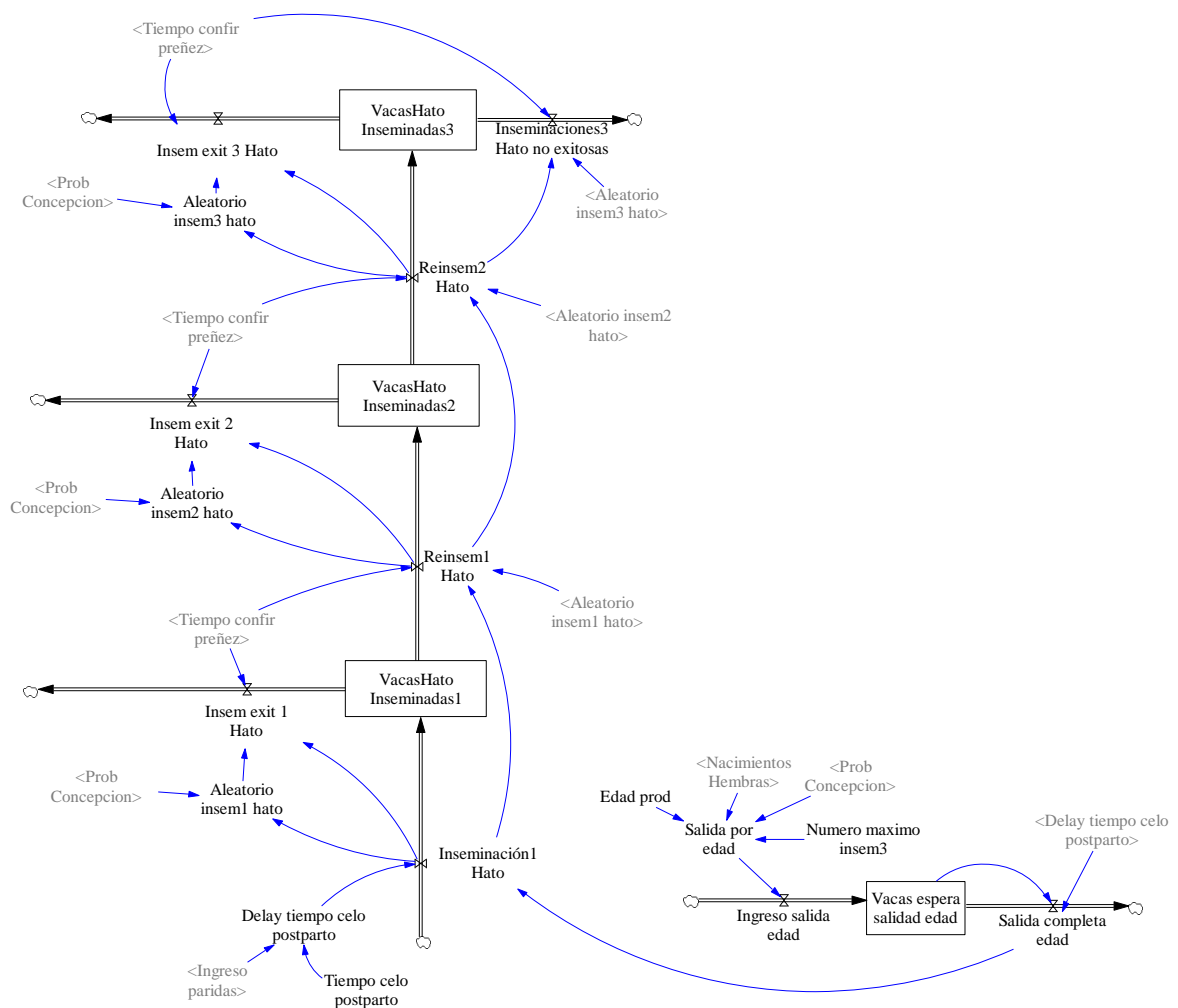 <Tiempo confir
preñez>
VacasHato
Inseminadas3
Insem exit 3 Hato
Inseminaciones3
Hato no exitosas
<Prob
Concepcion>
Aleatorio
insem3 hato
<Aleatorio
insem3 hato>
Reinsem2
Hato
<Tiempo confir
preñez>
<Aleatorio insem2
hato>
VacasHato
Inseminadas2
Insem exit 2
Hato
<Prob
Concepcion>
Aleatorio
insem2 hato
Reinsem1
Hato
<Tiempo confir
preñez>
<Aleatorio
insem1 hato>
VacasHato
Inseminadas1
Insem exit 1
Hato
<Prob
Concepcion>
Aleatorio
insem1 hato
Inseminación1
Hato
Delay tiempo celo
postparto
<Ingreso
paridas>
Tiempo celo
postparto
<Nacimientos
Hembras>
<Prob
Concepcion>
Edad prod
Salida por
edad
Numero maximo
insem3
<Delay tiempo celo
postparto>
Ingreso salida
edad
Vacas espera
salidad edad
Salida completa
edad